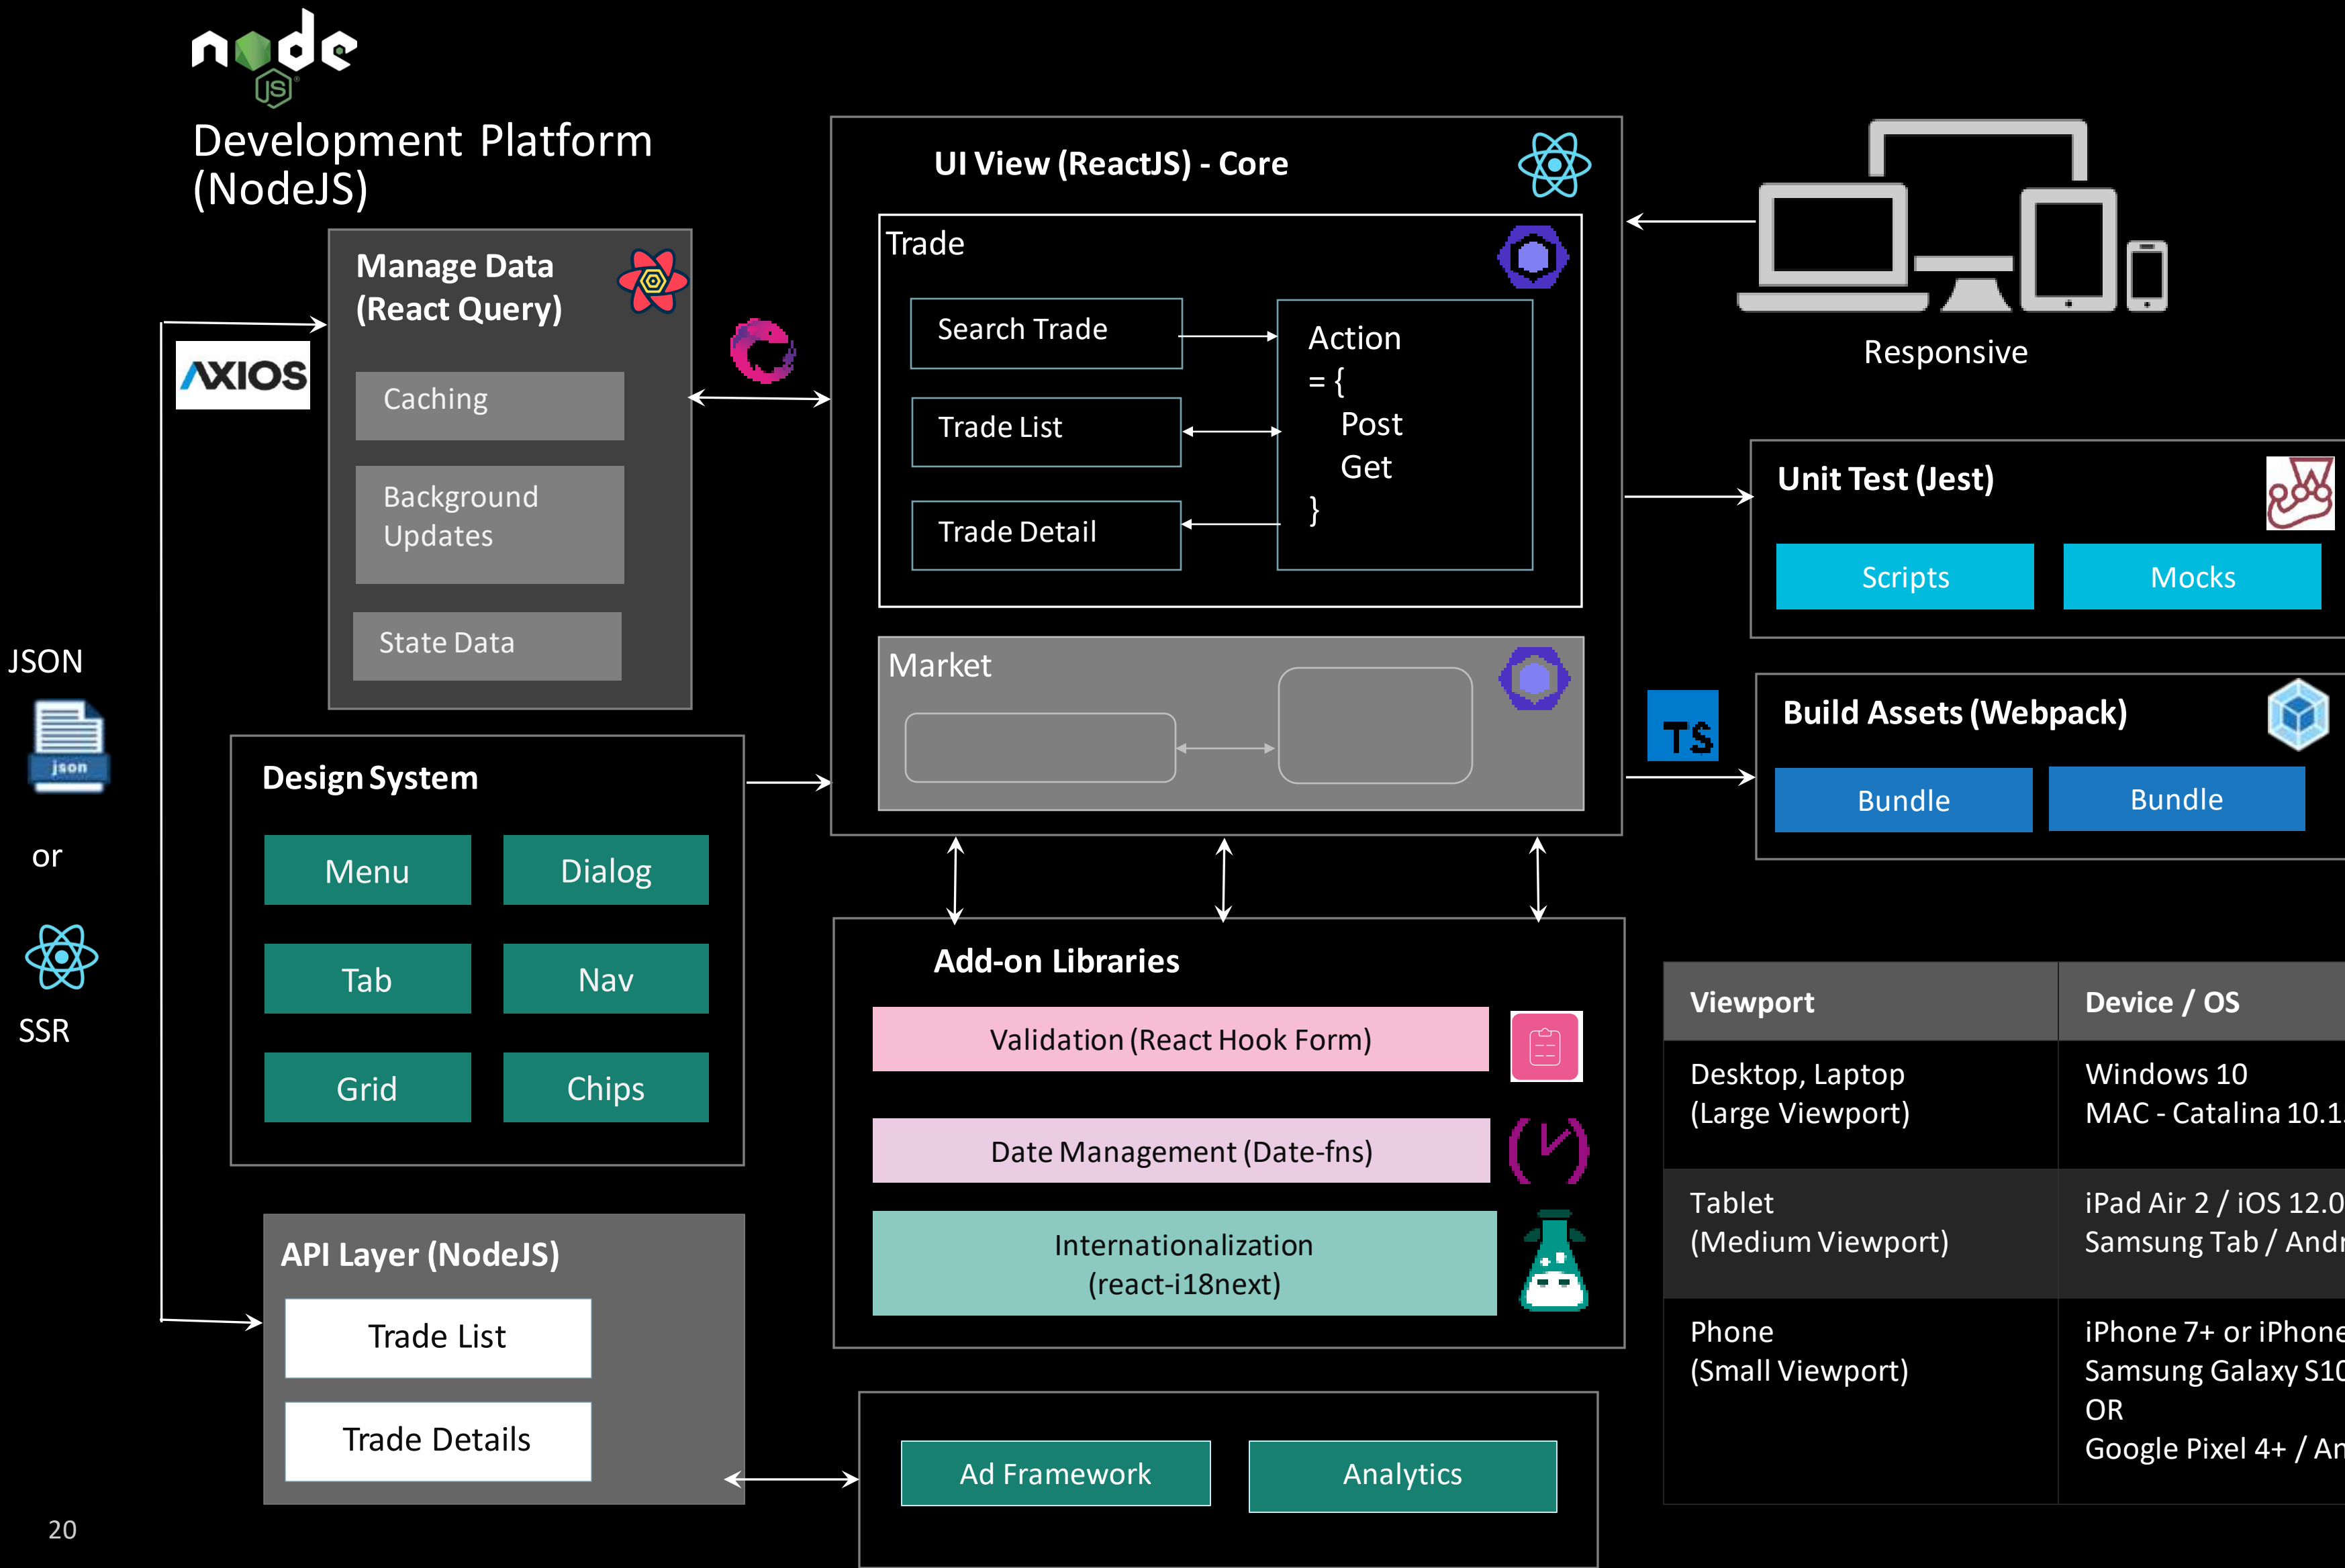 node
JS
Development Platform
(NodeJS)
Manage Data
(React Query)
AXIOS
Caching
Background
Updates
State Data
JSON
json
or
SSR
Design System
Menu
Dialog
Tab
Nav
Grid
Chips
API Layer (NodeJS)
Trade List
Trade Details
20
UI View (ReactJS) - Core
Trade
Search Trade
Trade List
Trade Detail
Action
= {
Post
Get
}
Market
Add-on Libraries
Validation (React Hook Form)
Date Management (Date-fns)
Internationalization
(react-i18next)
Ad Framework
Analytics
Responsive
Unit Test (Jest)
Scripts
Mocks
TS
Build Assets (Webpack)
Bundle
Bundle
Viewport
Device / OS
Desktop, Laptop
(Large Viewport)
Windows 10
MAC - Catalina 10.1
Tablet
(Medium Viewport)
iPad Air 2 / iOS 12.0
Samsung Tab / Andr
Phone
(Small Viewport)
iPhone 7+ or iPhone
Samsung Galaxy S10
OR
Google Pixel 4+ / An